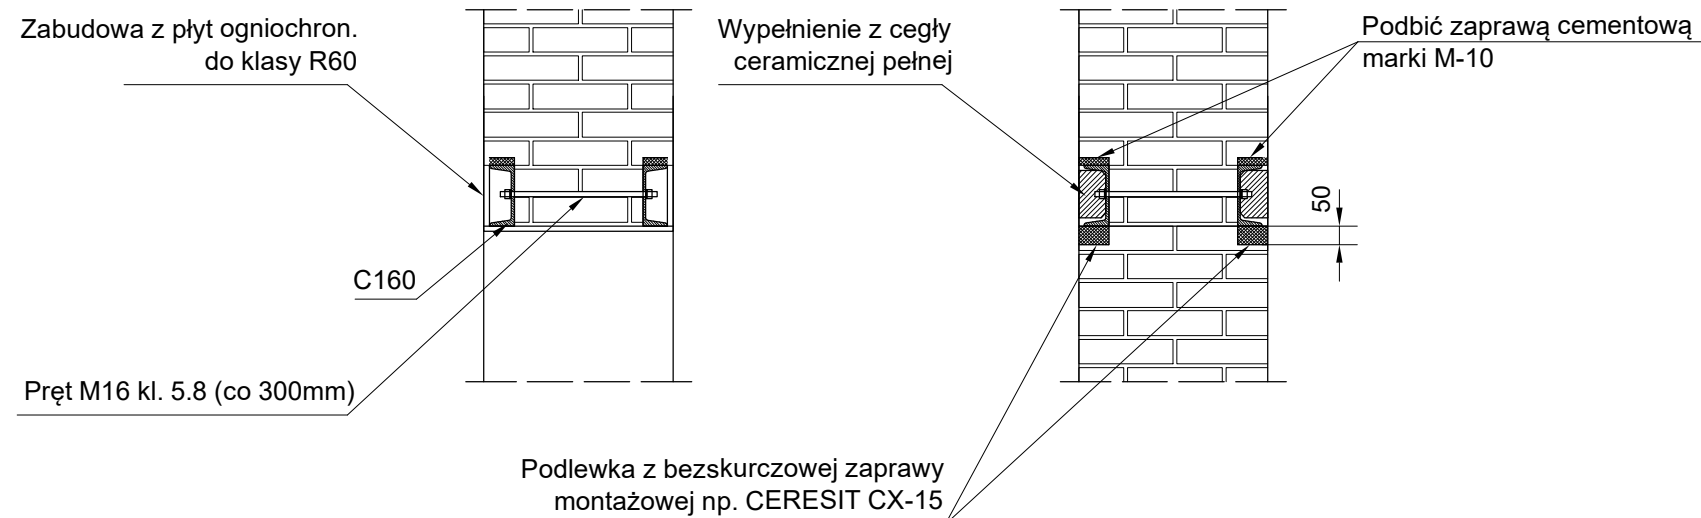 Zabudowa z płyt ogniochron.
do klasy R60
Wypełnienie z cegły
ceramicznej pełnej
Podbić zaprawą cementową
marki M-10
50
C160
Pręt M16 kl. 5.8 (co 300mm)
Podlewka z bezskurczowej zaprawy
montażowej np. CERESIT CX-15